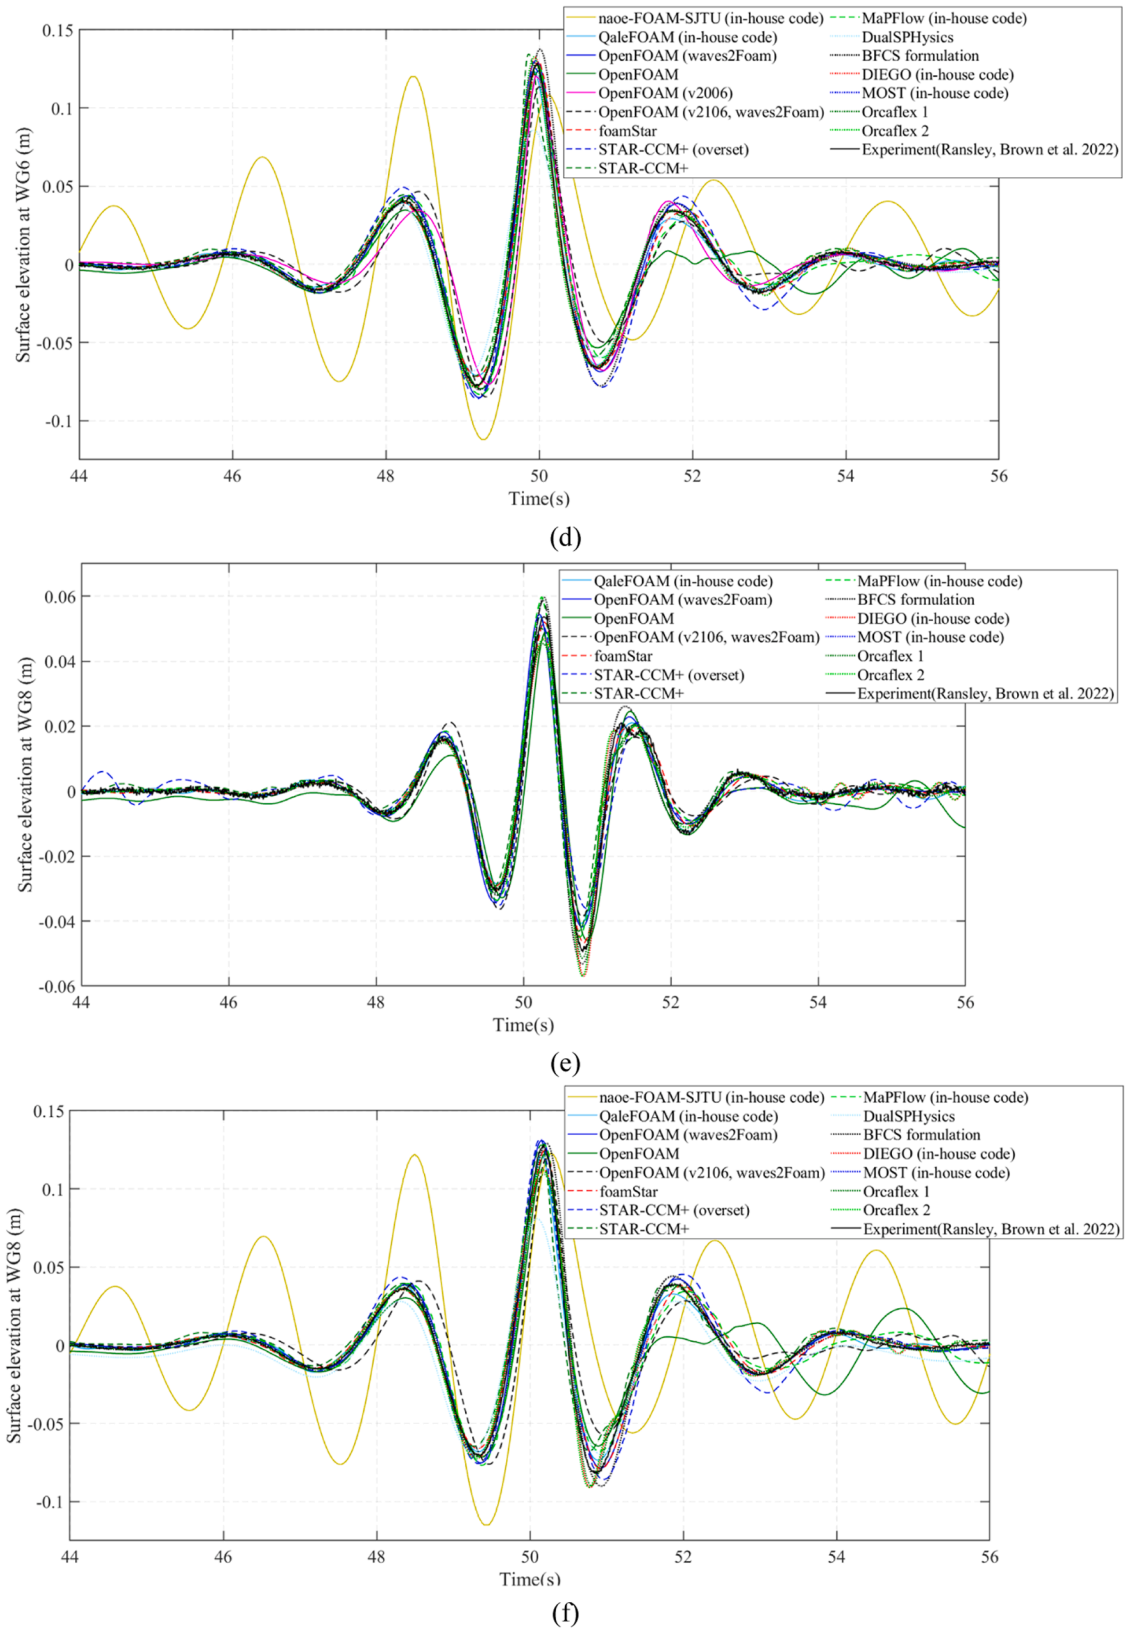 0.15
0.1
0.05
0
-0.05
-0.1
Surface elevation at WG6 (m)
naoe-FOAM-SJTU (in-house code)
QaleFOAM (in-house code)
OpenFOAM (waves2Foam)
OpenFOAM
OpenFOAM (v2006)
OpenFOAM (v2106, waves2Foam)
foamStar
STAR-CCM+ (overset)
STAR-CCM+
MaPFlow (in-house code)
DualSPHysics
BFCS formulation
DIEGO (in-house code)
MOST (in-house code)
Orcaflex 1
Orcaflex 2
Experiment(Ransley, Brown et al. 2022)
44 46 48 50 52 54 56
Time(s)
(d)
0.06
0.04
0.02
0
-0.02
-0.04
-0.06
Surface elevation at WG8 (m)
QaleFOAM (in-house code)
OpenFOAM (waves2Foam)
OpenFOAM
OpenFOAM (v2106, waves2Foam)
foamStar
STAR-CCM+ (overset)
STAR-CCM+
MaPFlow (in-house code)
BFCS formulation
DIEGO (in-house code)
MOST (in-house code)
Orcaflex 1
Orcaflex 2
Experiment(Ransley, Brown et al. 2022)
44 46 48 50 52 54 56
Time(s)
(e)
0.15
0.1
0.05
0
-0.05
-0.1
Surface elevation at WG8 (m)
naoe-FOAM-SJTU (in-house code)
QaleFOAM (in-house code)
OpenFOAM (waves2Foam)
OpenFOAM
OpenFOAM (v2106, waves2Foam)
foamStar
STAR-CCM+ (overset)
STAR-CCM+
MaPFlow (in-house code)
DualSPHysics
BFCS formulation
DIEGO (in-house code)
MOST (in-house code)
Orcaflex 1
Orcaflex 2
Experiment(Ransley, Brown et al. 2022)
44 46 48 50 52 54 56
Time(s)
(f)